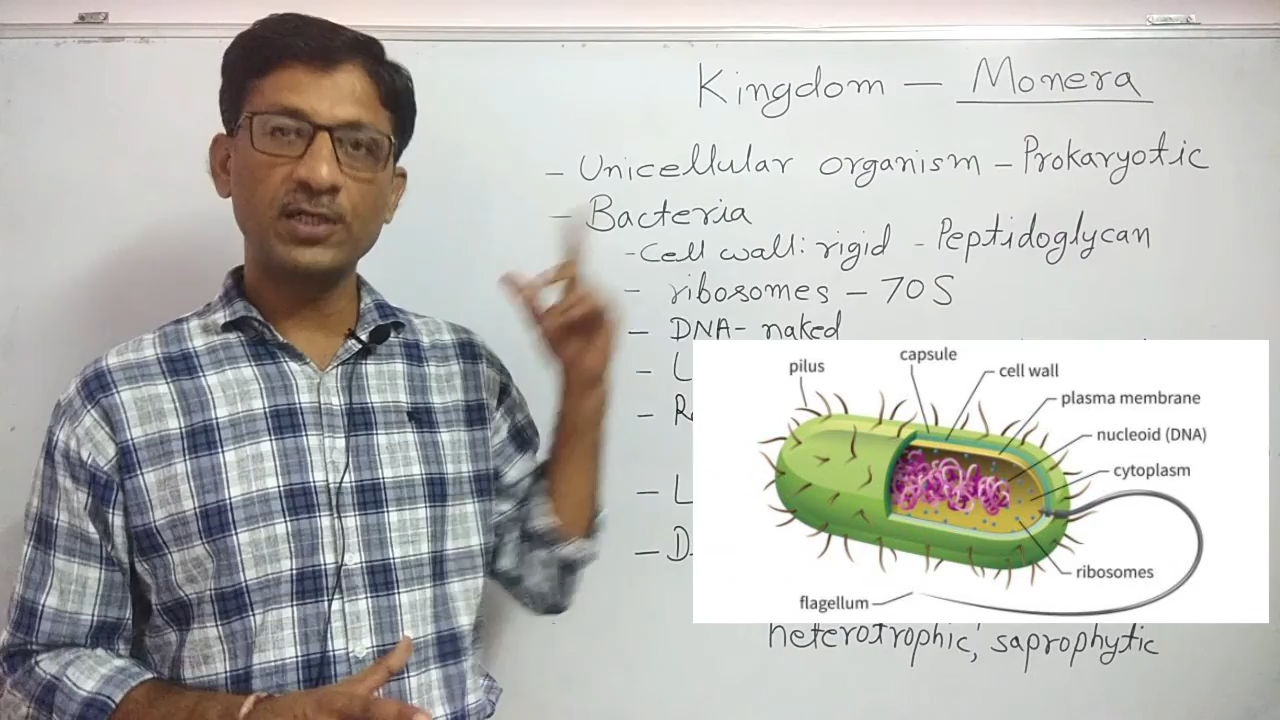 Kingdom — Monera
- Unicellular organism - Prokaryotic
- Bacteria
- Cell wall: rigid - Peptidoglycan
- ribosomes - 70S
- DNA - naked
pilus
capsule
cell wall
plasma membrane
nucleoid (DNA)
cytoplasm
ribosomes
flagellum
heterotrophic, saprophytic